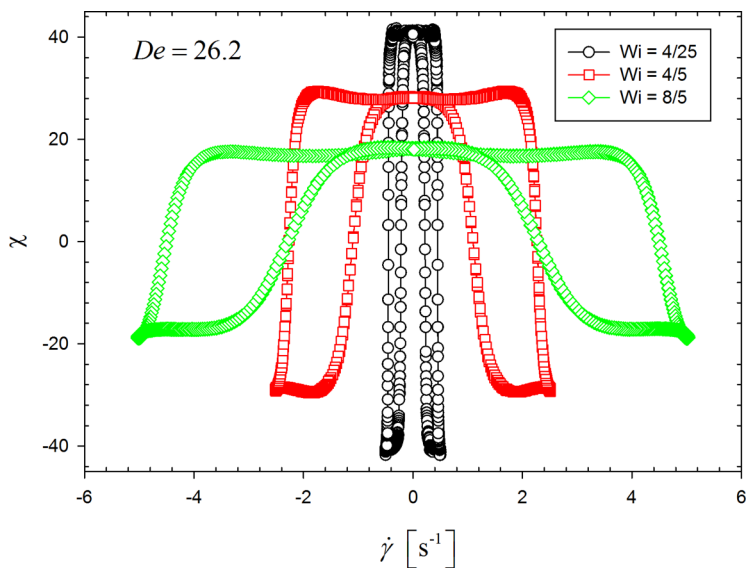 De = 26.2
Wi = 4/25
Wi = 4/5
Wi = 8/5
χ
40
20
0
-20
-40
-6
-4
-2
0
2
4
6
γ̇ [s⁻¹]